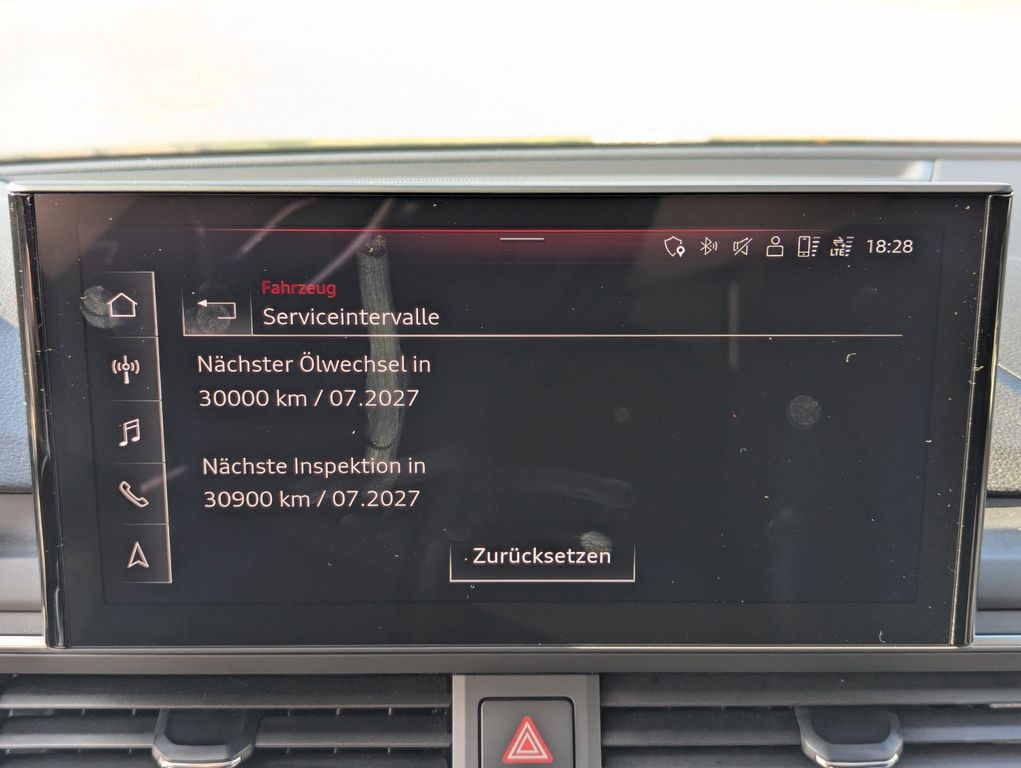 LTE
18:28
Fahrzeug
Serviceintervalle
Nächster Ölwechsel in
30000 km / 07.2027
Nächste Inspektion in
30900 km / 07.2027
Zurücksetzen